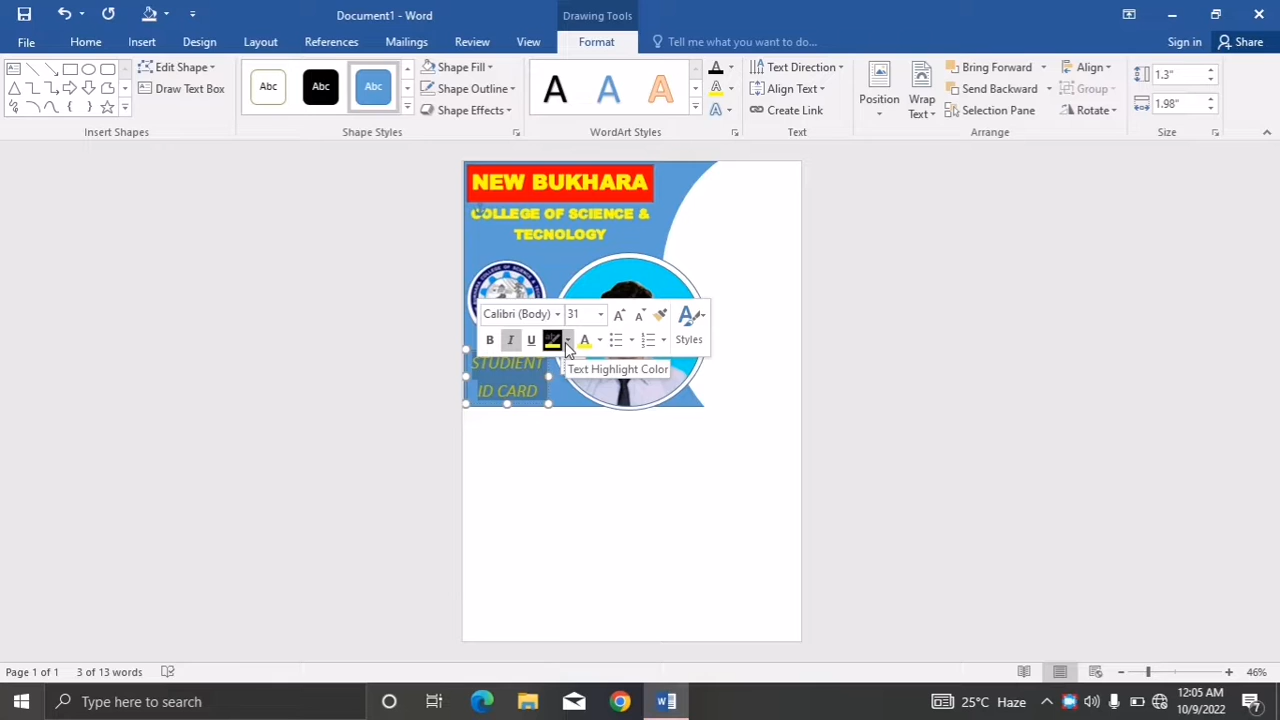 Document1 - Word
Drawing Tools
File
Home
Insert
Design
Layout
References
Mailings
Review
View
Format
Tell me what you want to do...
Sign in
Share
Edit Shape
Draw Text Box
Insert Shapes
Abc
Abc
Abc
Shape Fill
Shape Outline
Shape Effects
Shape Styles
A
A
A
A
WordArt Styles
Text Direction
Align Text
Create Link
Text
Position
Wrap
Text
Bring Forward
Send Backward
Selection Pane
Align
Group
Rotate
Arrange
1.3"
1.98"
Size
NEW BUKHARA
COLLEGE OF SCIENCE &
TECNOLOGY
Calibri (Body)
31
B
I
U
A
Styles
Text Highlight Color
STUDIENT
ID CARD
Page 1 of 1
3 of 13 words
46%
Type here to search
25°C Haze
12:05 AM
10/9/2022
7